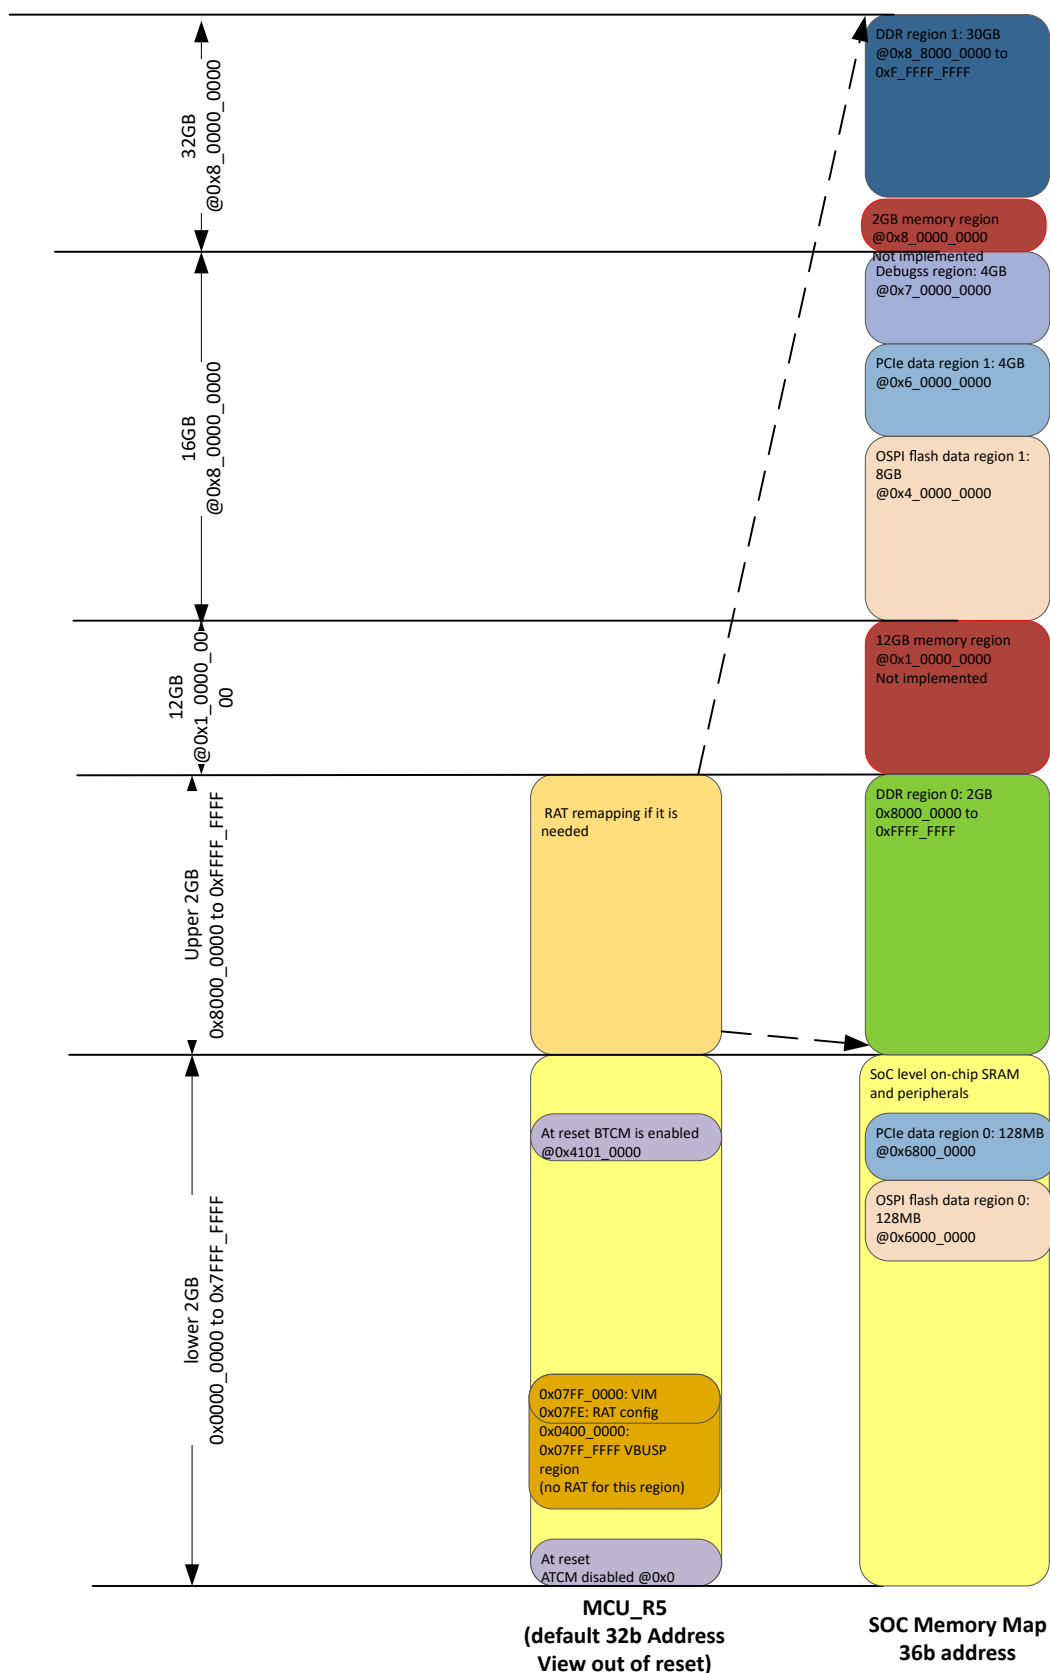 DDR region 1: 30GB
@0x8_8000_0000 to
0xF_FFFF_FFFF
32GB
@0x8_0000_0000
2GB memory region
@0x8_0000_0000
Not implemented
Debugss region: 4GB
@0x7_0000_0000
PCIe data region 1: 4GB
@0x6_0000_0000
16GB
@0x8_0000_0000
OSPI flash data region 1:
8GB
@0x4_0000_0000
12GB
@0x1_0000_00
00
12GB memory region
@0x1_0000_0000
Not implemented
Upper 2GB
0x8000_0000 to 0xFFFF_FFFF
RAT remapping if it is
needed
DDR region 0: 2GB
0x8000_0000 to
0xFFFF_FFFF
lower 2GB
0x0000_0000 to 0x7FFF_FFFF
At reset BTCM is enabled
@0x4101_0000
SoC level on-chip SRAM
and peripherals
PCIe data region 0: 128MB
@0x6800_0000
OSPI flash data region 0:
128MB
@0x6000_0000
0x07FF_0000: VIM
0x07FE: RAT config
0x0400_0000:
0x07FF_FFFF VBUSP
region
(no RAT for this region)
At reset
ATCM disabled @0x0
MCU_R5
(default 32b Address
View out of reset)
SOC Memory Map
36b address